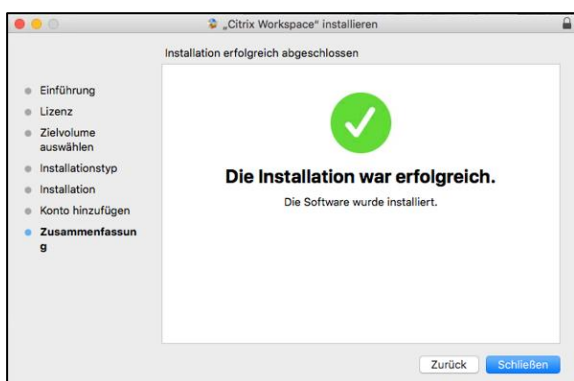 „Citrix Workspace“ installieren
Installation erfolgreich abgeschlossen
Einführung
Lizenz
Zielvolume
auswählen
Installationstyp
Installation
Konto hinzufügen
Zusammenfassun
g
Die Installation war erfolgreich.
Die Software wurde installiert.
Zurück
Schließen